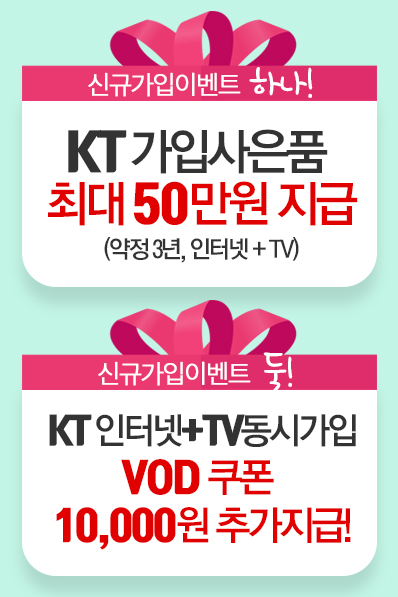 신규가입이벤트 하나!
KT 가입사은품
최대 50만원 지급
(약정 3년, 인터넷 + TV)
신규가입이벤트 둘!
KT 인터넷+TV동시가입
VOD 쿠폰
10,000원 추가지급!